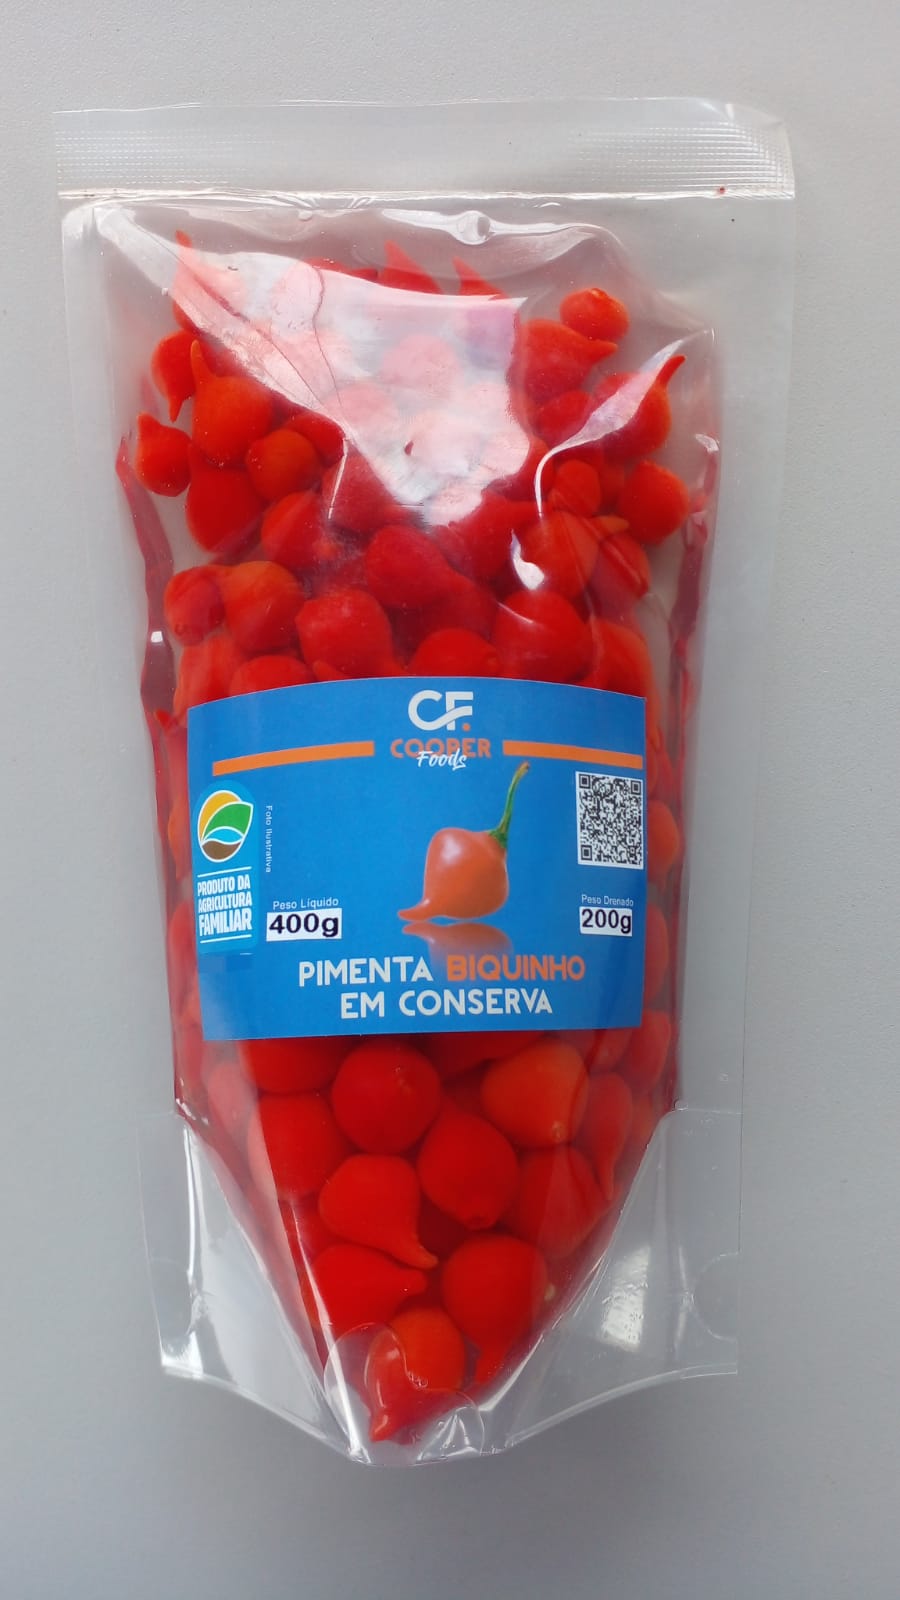 CF.
COOPER
Foods
Foto Ilustrativa
PRODUTO DA
AGRICULTURA
FAMILIAR
Peso Líquido
400g
Peso Drenado
200g
PIMENTA BIQUINHO
EM CONSERVA